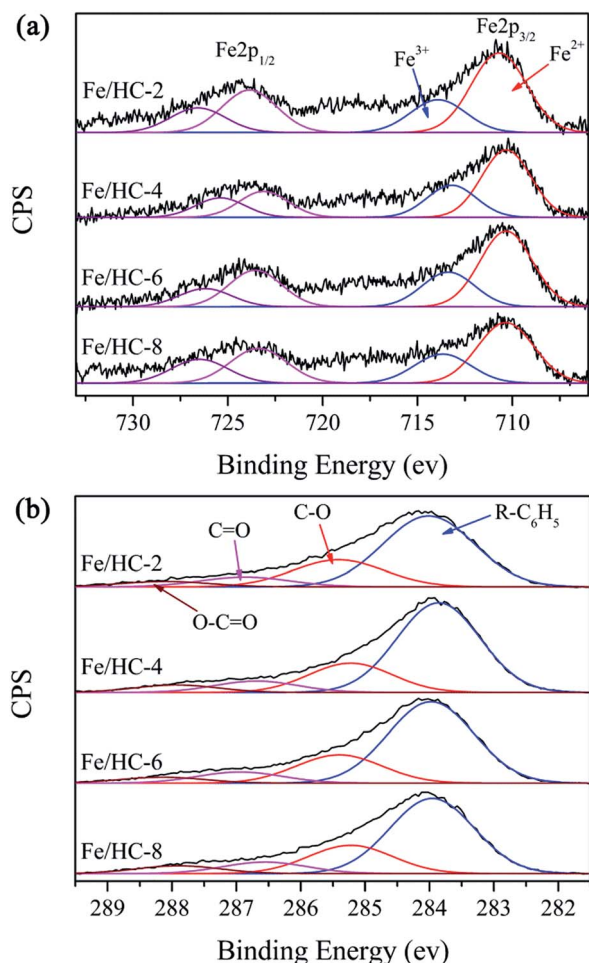 (a)
Fe2p3/2
Fe2p1/2
Fe3+
Fe2+
Fe/HC-2
Fe/HC-4
Fe/HC-6
Fe/HC-8
CPS
730 725 720 715 710
Binding Energy (ev)
(b)
C-O
R-C6H5
C=O
Fe/HC-2
O-C=O
Fe/HC-4
Fe/HC-6
Fe/HC-8
CPS
289 288 287 286 285 284 283 282
Binding Energy (ev)